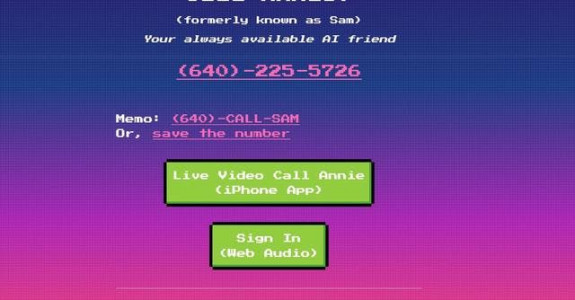 (formerly known as Sam)
Your always available AI friend
(640)-225-5726
Memo: (640)-CALL-SAM
Or, save the number
Live Video Call Annie
(iPhone App)
Sign In
(Web Audio)